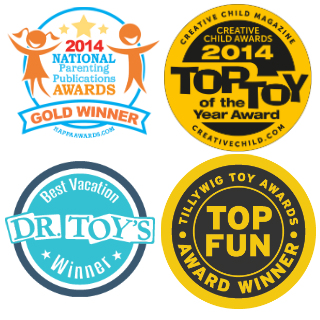 2014
NATIONAL
Parenting
Publications
AWARDS
GOLD WINNER
NAPPAAWARDS.COM
CREATIVE CHILD MAGAZINE
CREATIVE
CHILD AWARDS
2014
TOP TOY
of the
Year Award
CREATIVECHILD.COM
Best Vacation
DR. TOY'S
Winner
TILLYWIG TOY AWARDS
TOP
FUN
AWARD WINNER